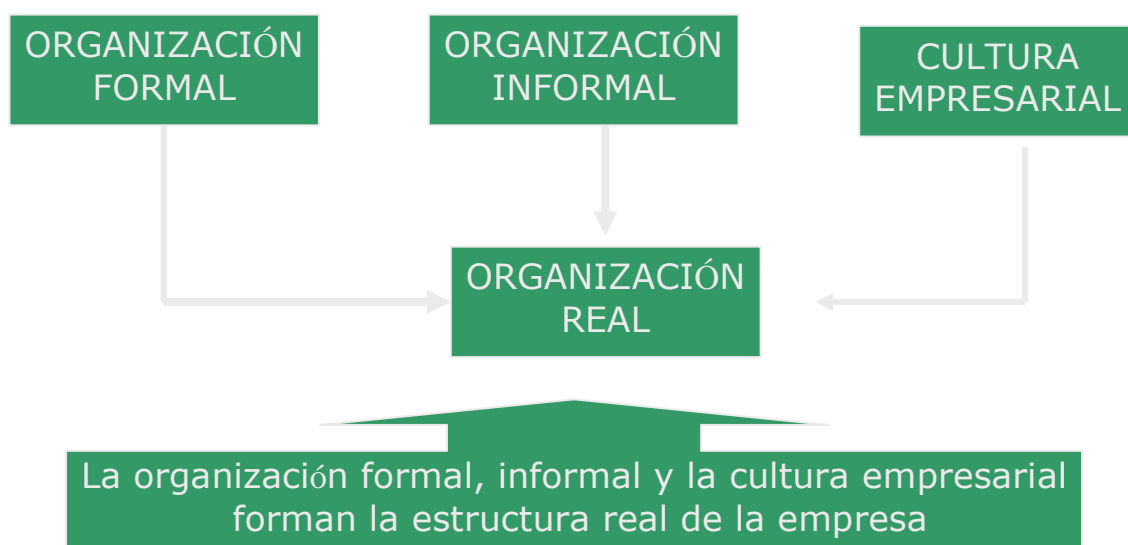 ORGANIZACIÓN
FORMAL
ORGANIZACIÓN
INFORMAL
CULTURA
EMPRESARIAL
ORGANIZACIÓN
REAL
La organización formal, informal y la cultura empresarial
forman la estructura real de la empresa